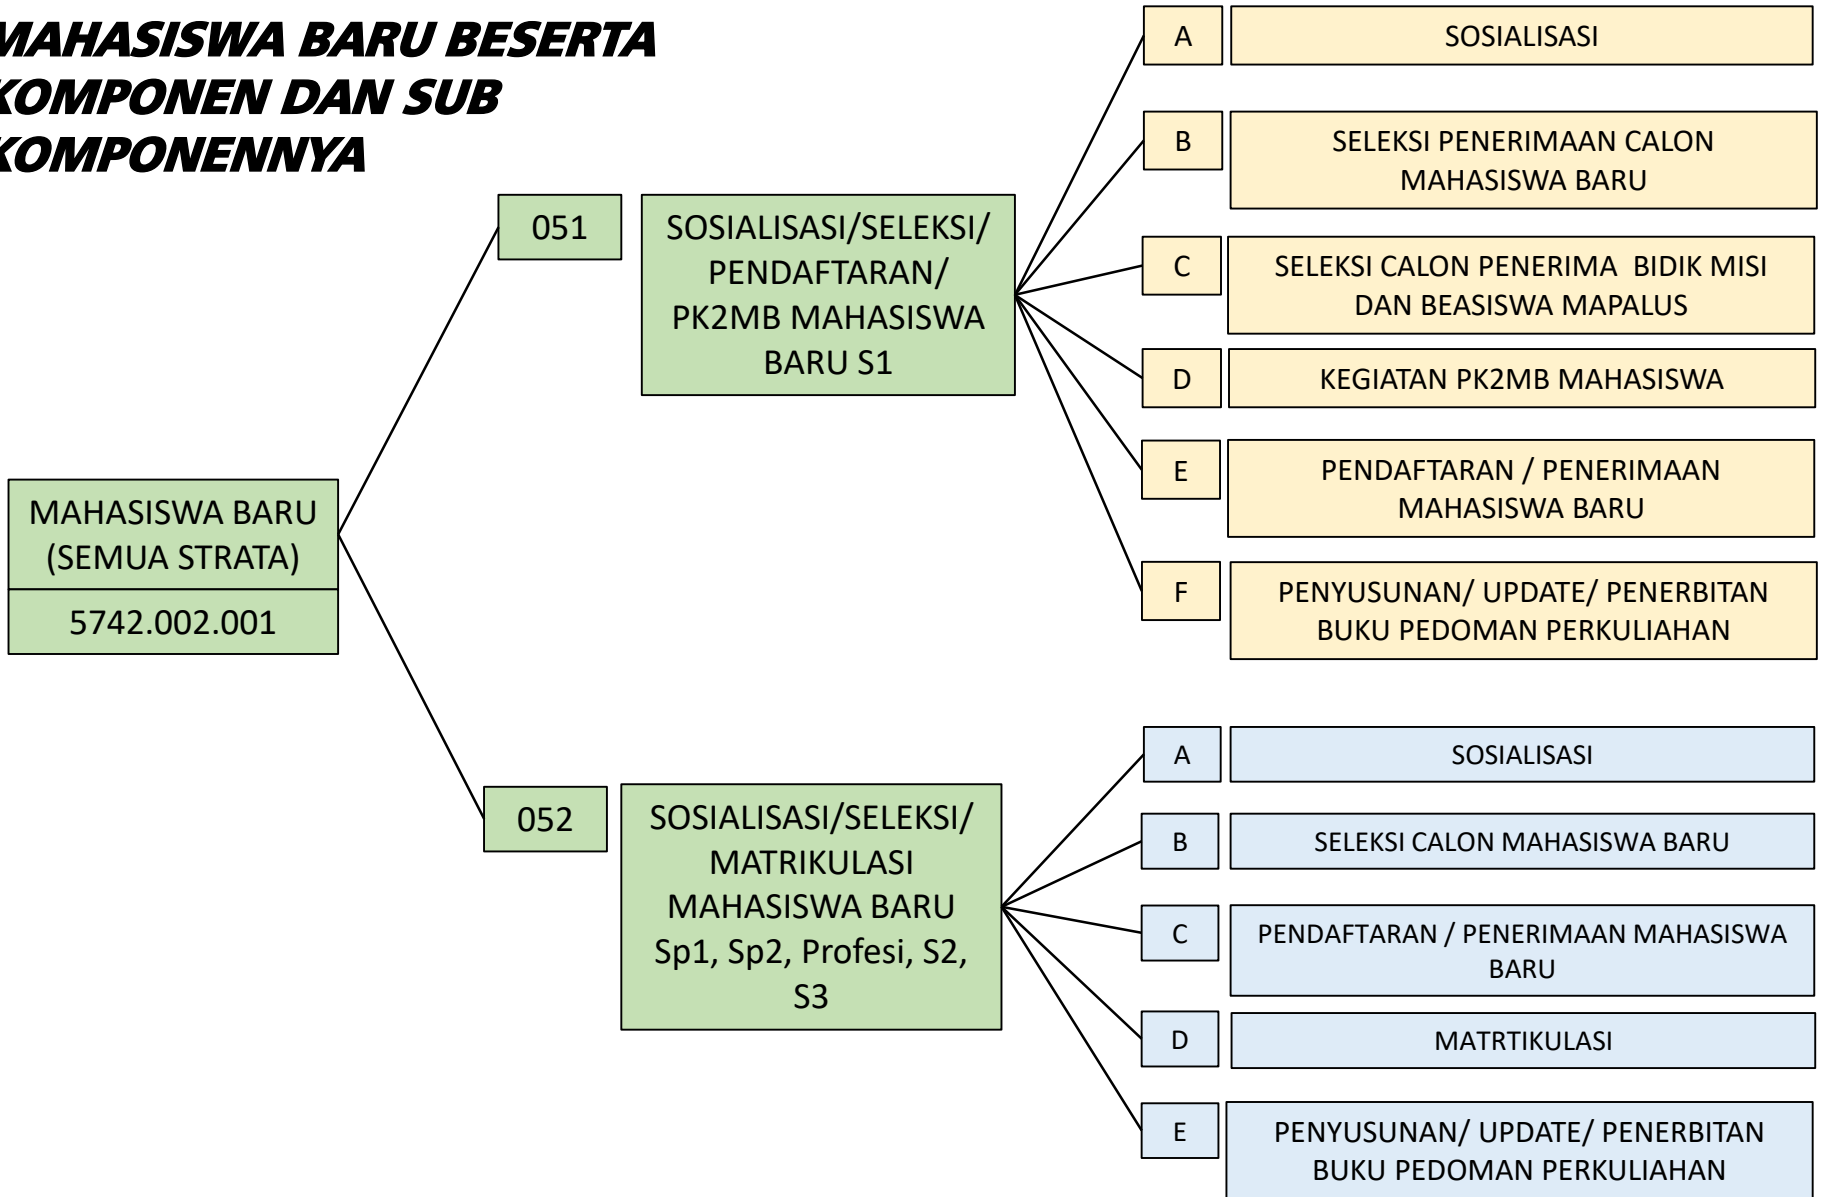 MAHASISWA BARU BESERTA
KOMPONEN DAN SUB
KOMPONENNYA
MAHASISWA BARU
(SEMUA STRATA)
5742.002.001
051
SOSIALISASI/SELEKSI/
PENDAFTARAN/
PK2MB MAHASISWA
BARU S1
A
SOSIALISASI
B
SELEKSI PENERIMAAN CALON
MAHASISWA BARU
C
SELEKSI CALON PENERIMA  BIDIK MISI
DAN BEASISWA MAPALUS
D
KEGIATAN PK2MB MAHASISWA
E
PENDAFTARAN / PENERIMAAN
MAHASISWA BARU
F
PENYUSUNAN/ UPDATE/ PENERBITAN
BUKU PEDOMAN PERKULIAHAN
052
SOSIALISASI/SELEKSI/
MATRIKULASI
MAHASISWA BARU
Sp1, Sp2, Profesi, S2,
S3
A
SOSIALISASI
B
SELEKSI CALON MAHASISWA BARU
C
PENDAFTARAN / PENERIMAAN MAHASISWA
BARU
D
MATRTIKULASI
E
PENYUSUNAN/ UPDATE/ PENERBITAN
BUKU PEDOMAN PERKULIAHAN